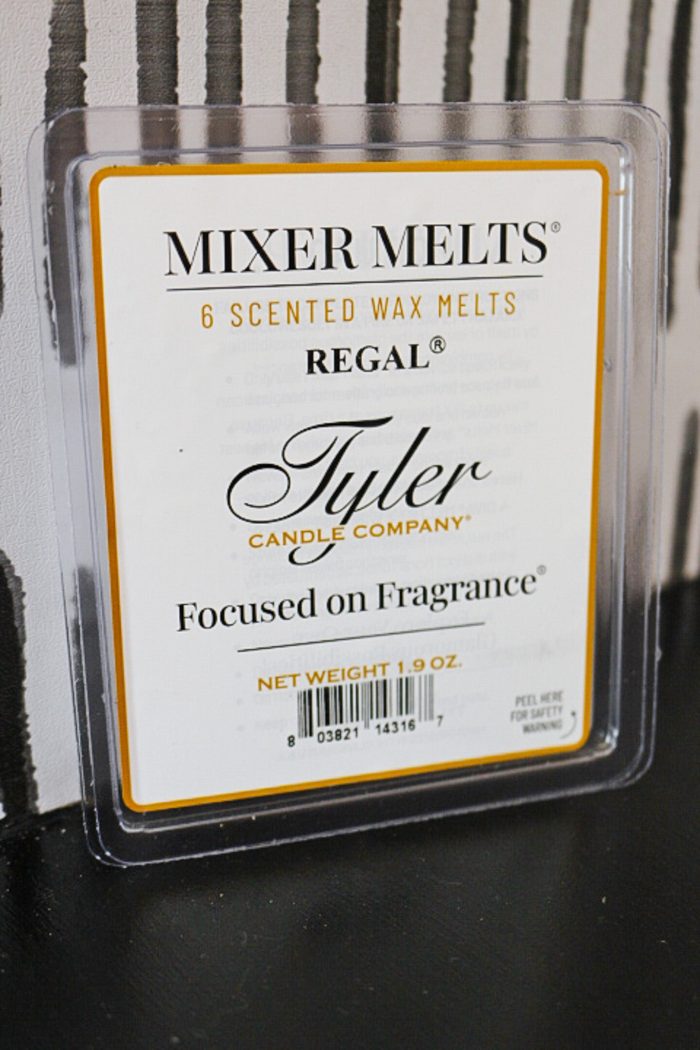 MIXER MELTS®
6 SCENTED WAX MELTS
REGAL®
Tyler
CANDLE COMPANY®
Focused on Fragrance®
NET WEIGHT 1.9 OZ.
8 03821 14316 7
PEEL HERE
FOR SAFETY
WARNING